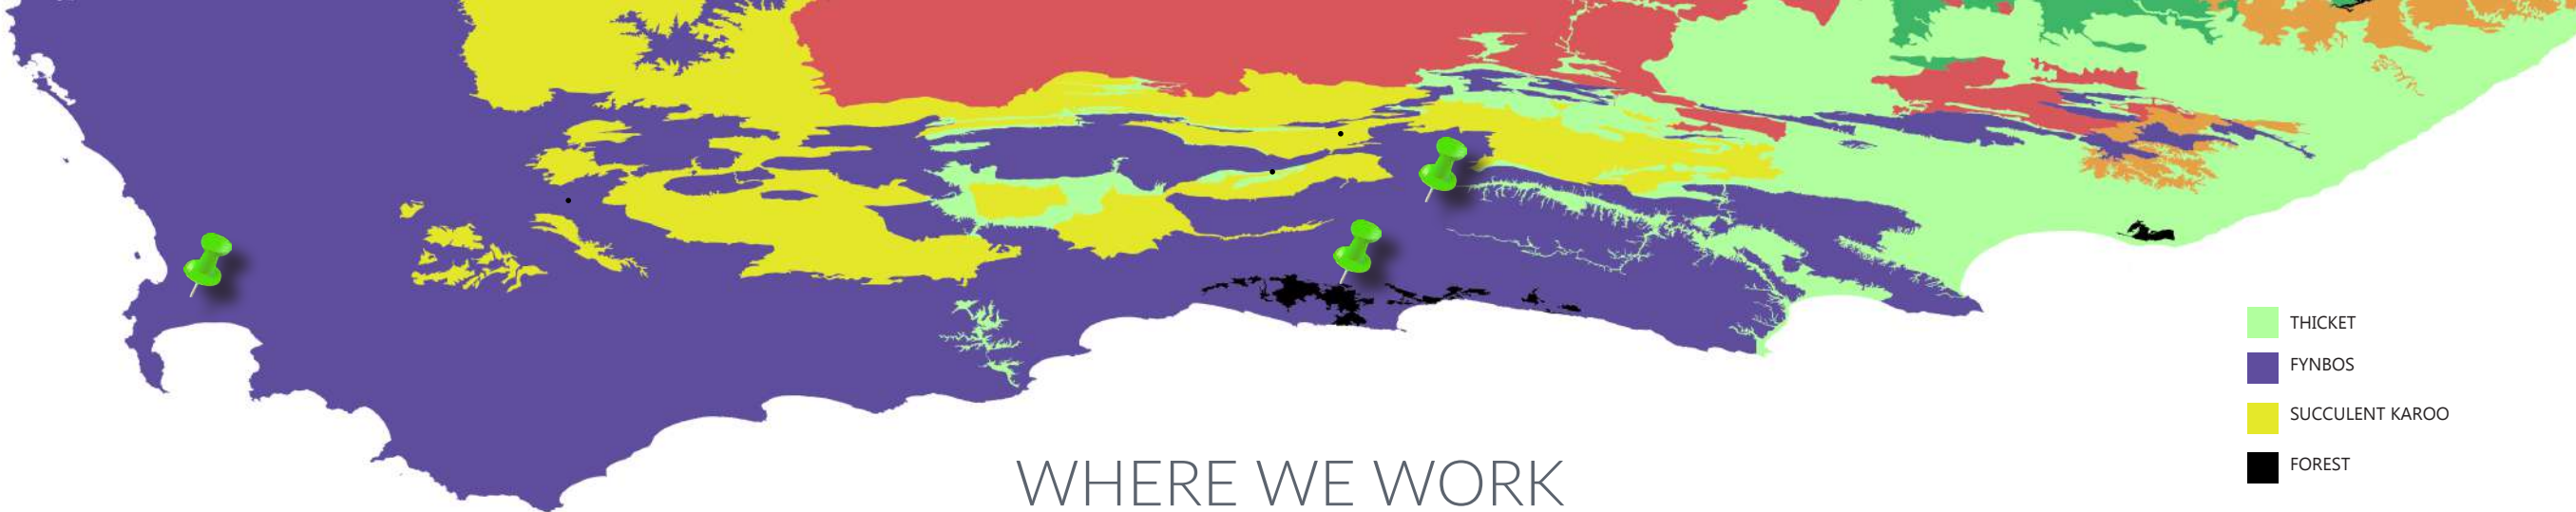 THICKET
FYNBOS
SUCCULENT KAROO
FOREST
WHERE WE WORK